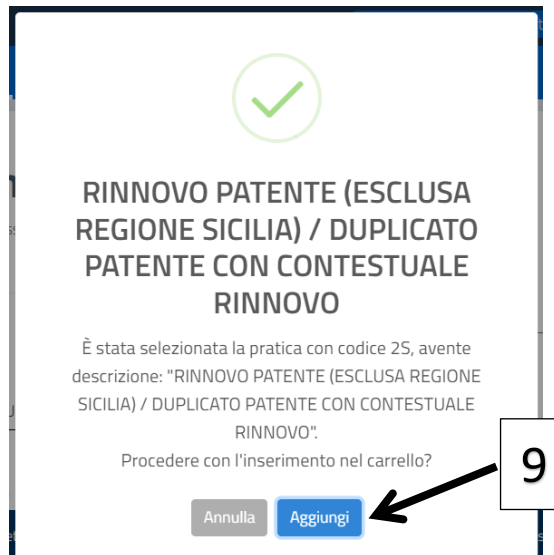 RINNOVO PATENTE (ESCLUSA
REGIONE SICILIA) / DUPLICATO
PATENTE CON CONTESTUALE
RINNOVO
È stata selezionata la pratica con codice 2S, avente
descrizione: "RINNOVO PATENTE (ESCLUSA REGIONE
SICILIA) / DUPLICATO PATENTE CON CONTESTUALE
RINNOVO".
Procedere con l'inserimento nel carrello?
9
Annulla Aggiungi